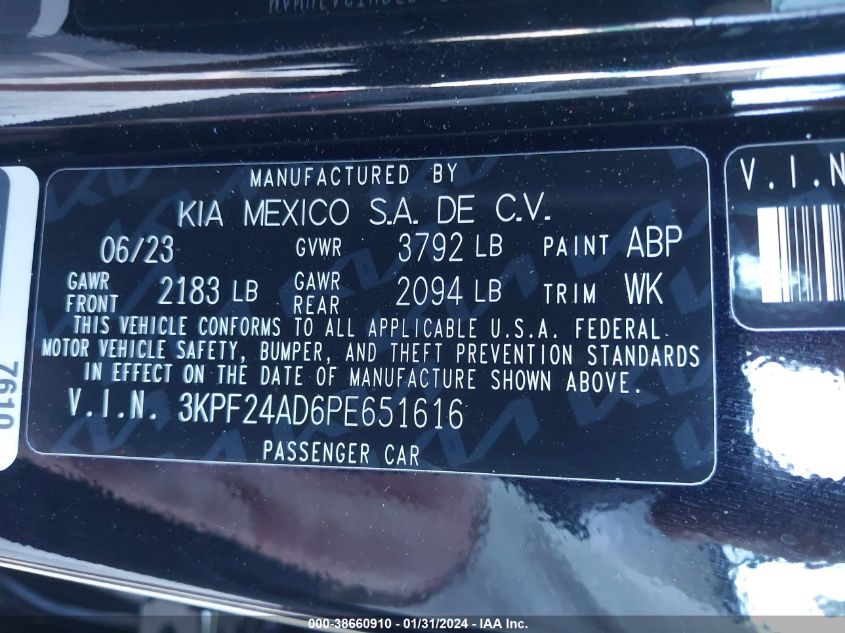 MANUFACTURED BY
KIA MEXICO S.A. DE C.V.
06/23 GVWR 3792 LB PAINT ABP
GAWR FRONT 2183 LB GAWR REAR 2094 LB TRIM WK
THIS VEHICLE CONFORMS TO ALL APPLICABLE U.S.A. FEDERAL
MOTOR VEHICLE SAFETY, BUMPER, AND THEFT PREVENTION STANDARDS
IN EFFECT ON THE DATE OF MANUFACTURE SHOWN ABOVE.
V.I.N. 3KPF24AD6PE651616
PASSENGER CAR
V.I.N
7610
000-38660910 - 01/31/2024 - IAA Inc.